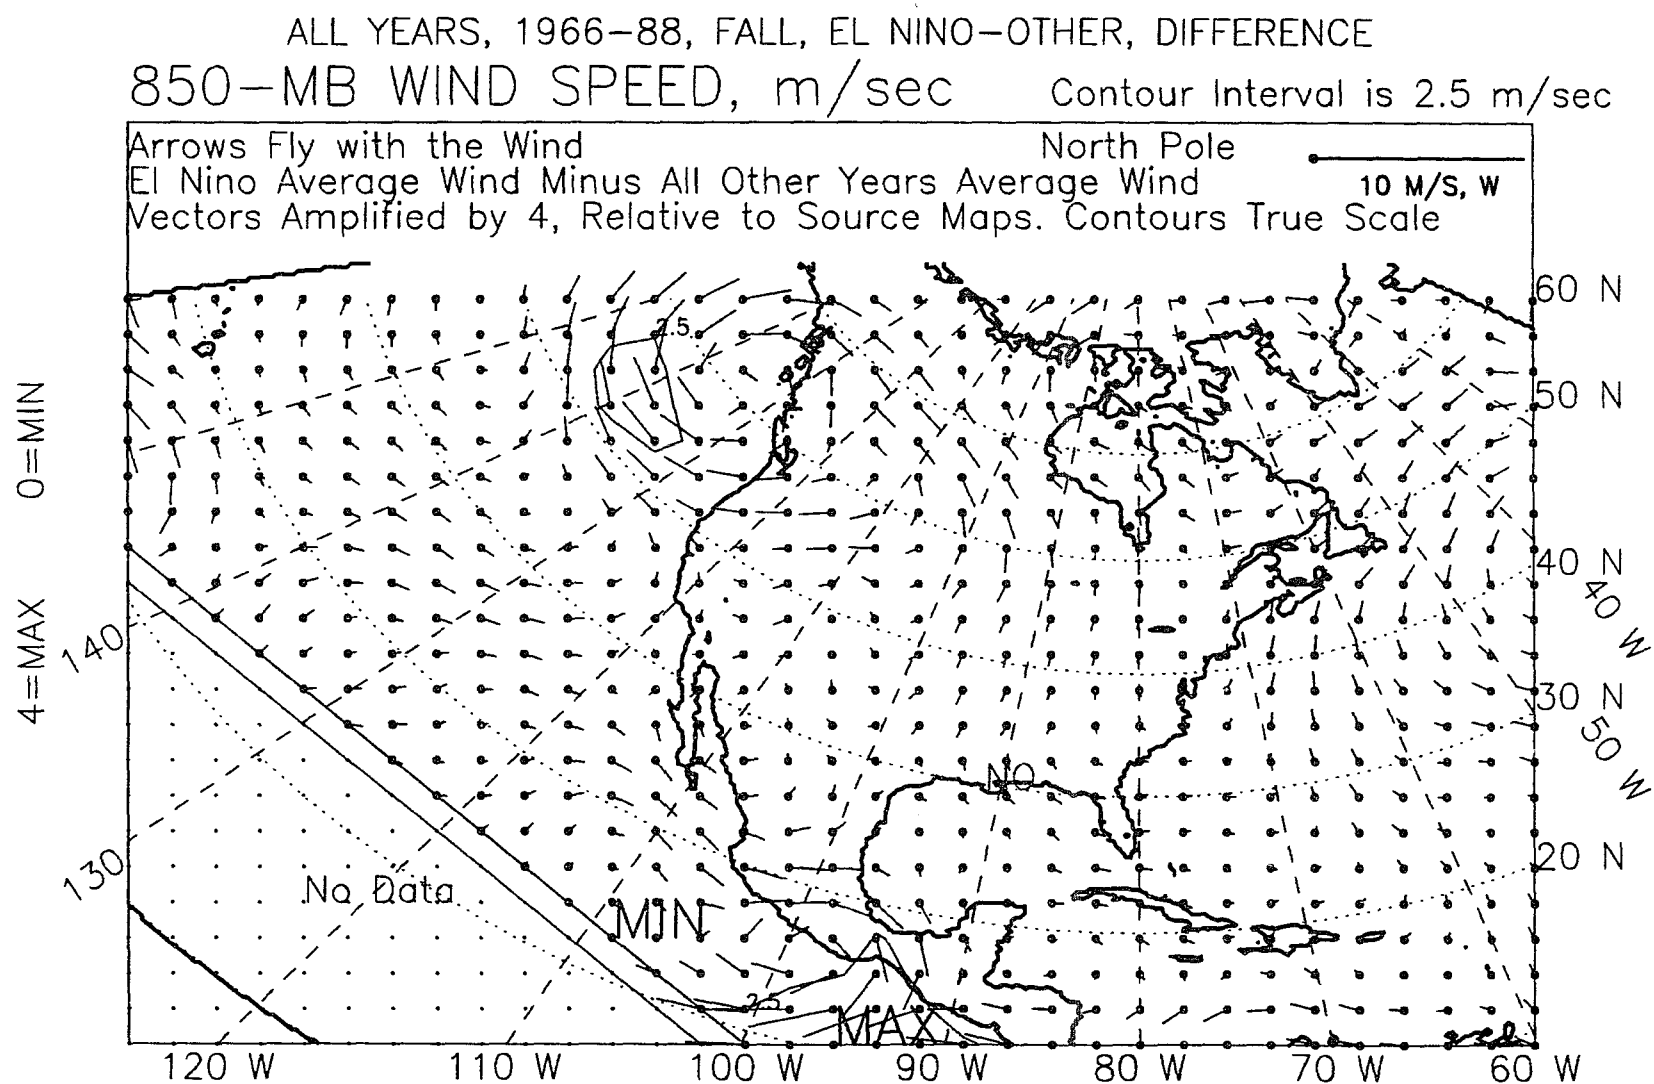 ALL YEARS, 1966-88, FALL, EL NINO-OTHER, DIFFERENCE
850-MB WIND SPEED, m/sec Contour Interval is 2.5 m/sec
Arrows Fly with the Wind North Pole
El Nino Average Wind Minus All Other Years Average Wind 10 M/S, W
Vectors Amplified by 4, Relative to Source Maps. Contours True Scale
60 N
2.5
0=MIN
50 N
40 N
40 W
4=MAX
140
30 N
50 W
NO
130
20 N
No Data
MIN
2.5
MAX
120 W 110 W 100 W 90 W 80 W 70 W 60 W